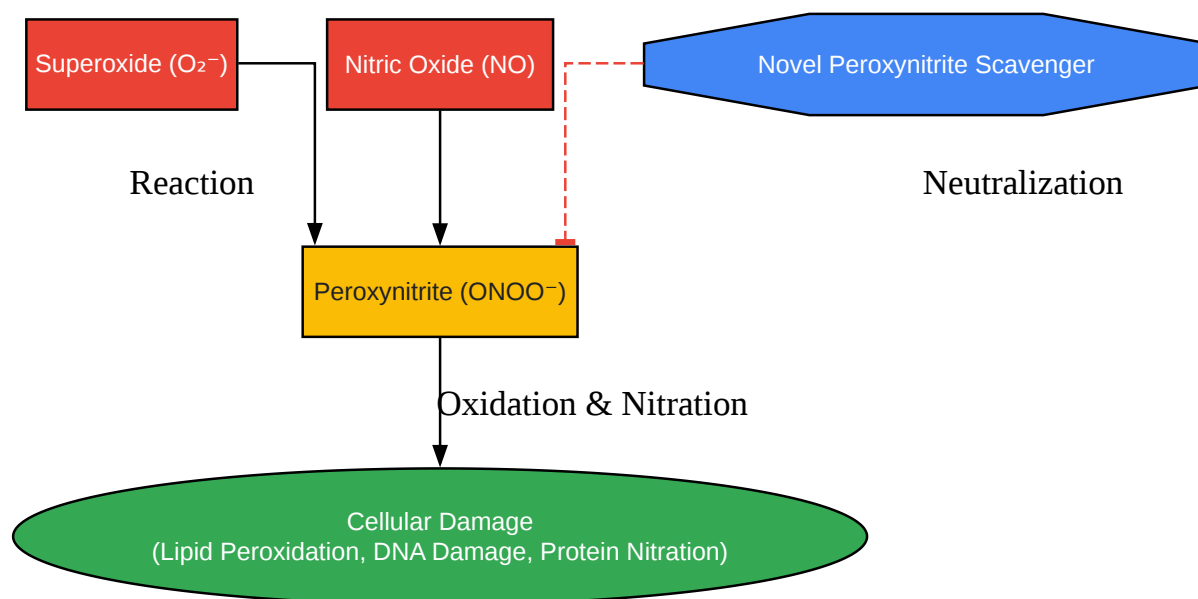 Superoxide (O₂⁻)
Nitric Oxide (NO)
Novel Peroxynitrite Scavenger
Reaction
Neutralization
Peroxynitrite (ONOO⁻)
Oxidation & Nitration
Cellular Damage
(Lipid Peroxidation, DNA Damage, Protein Nitration)